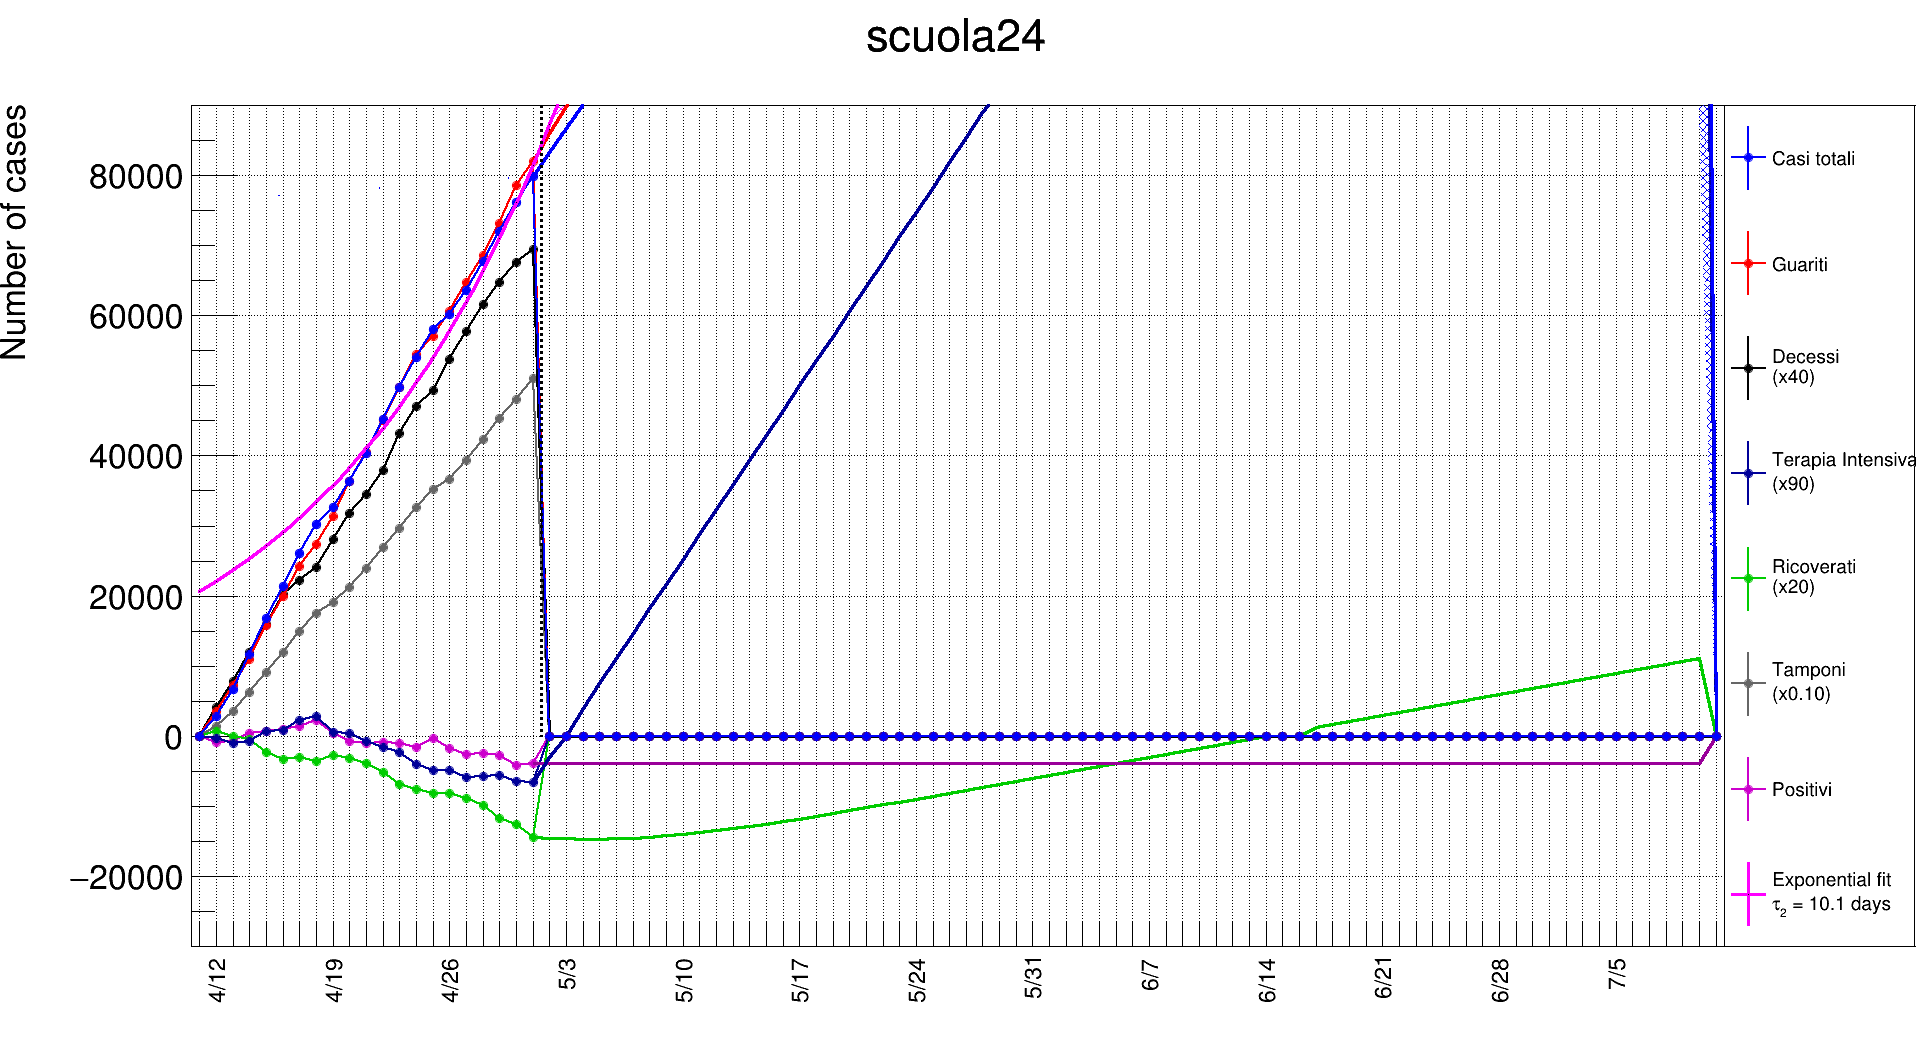 scuola24
Number of cases
80000
60000
40000
20000
0
−20000
4/12
4/19
4/26
5/3
5/10
5/17
5/24
5/31
6/7
6/14
6/21
6/28
7/5
Casi totali
Guariti
Decessi
(x40)
Terapia Intensiva
(x90)
Ricoverati
(x20)
Tamponi
(x0.10)
Positivi
Exponential fit
τ2 = 10.1 days